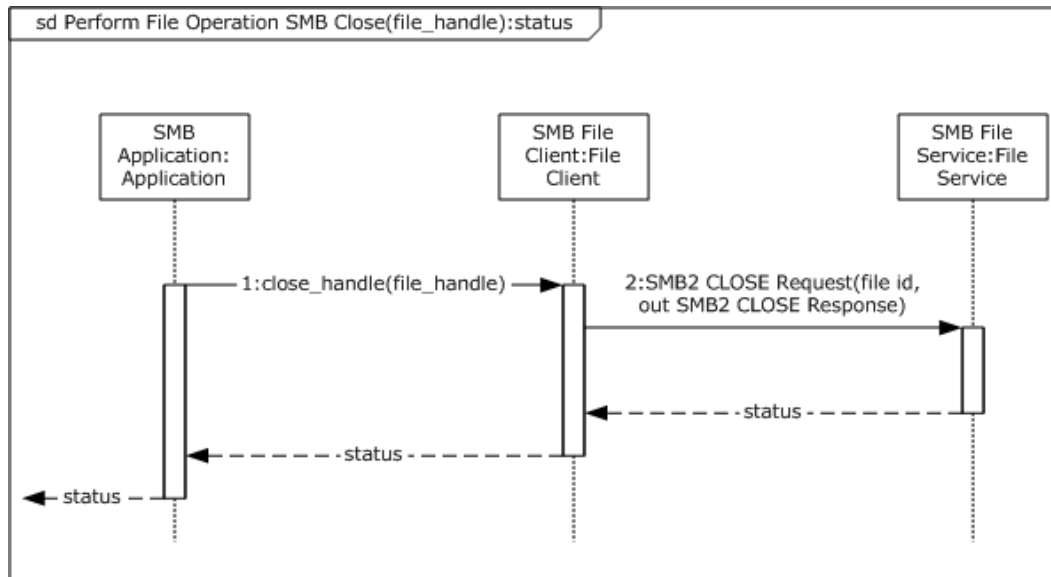 sd Perform File Operation SMB Close(file_handle):status
SMB
Application:
Application
SMB File
Client:File
Client
SMB File
Service:File
Service
1:close_handle(file_handle)
2:SMB2 CLOSE Request(file id,
out SMB2 CLOSE Response)
status
status
status